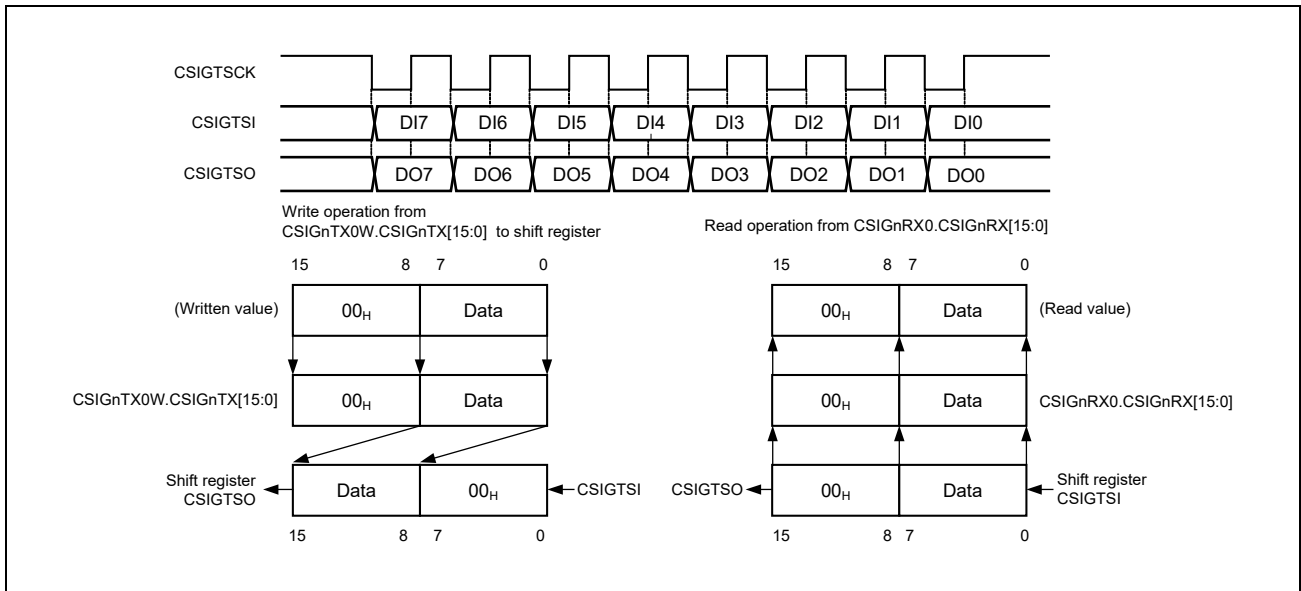 CSIGTSCK
CSIGTSI DI7 DI6 DI5 DI4 DI3 DI2 DI1 DI0
CSIGTSO DO7 DO6 DO5 DO4 DO3 DO2 DO1 DO0
Write operation from
CSIGnTX0W.CSIGnTX[15:0] to shift register
15 8 7 0
(Written value) 00H Data
CSIGnTX0W.CSIGnTX[15:0] 00H Data
Shift register
CSIGTSO Data 00H CSIGTSI
15 8 7 0
Read operation from CSIGnRX0.CSIGnRX[15:0]
15 8 7 0
00H Data (Read value)
00H Data CSIGnRX0.CSIGnRX[15:0]
CSIGTSO 00H Data Shift register
CSIGTSI
15 8 7 0